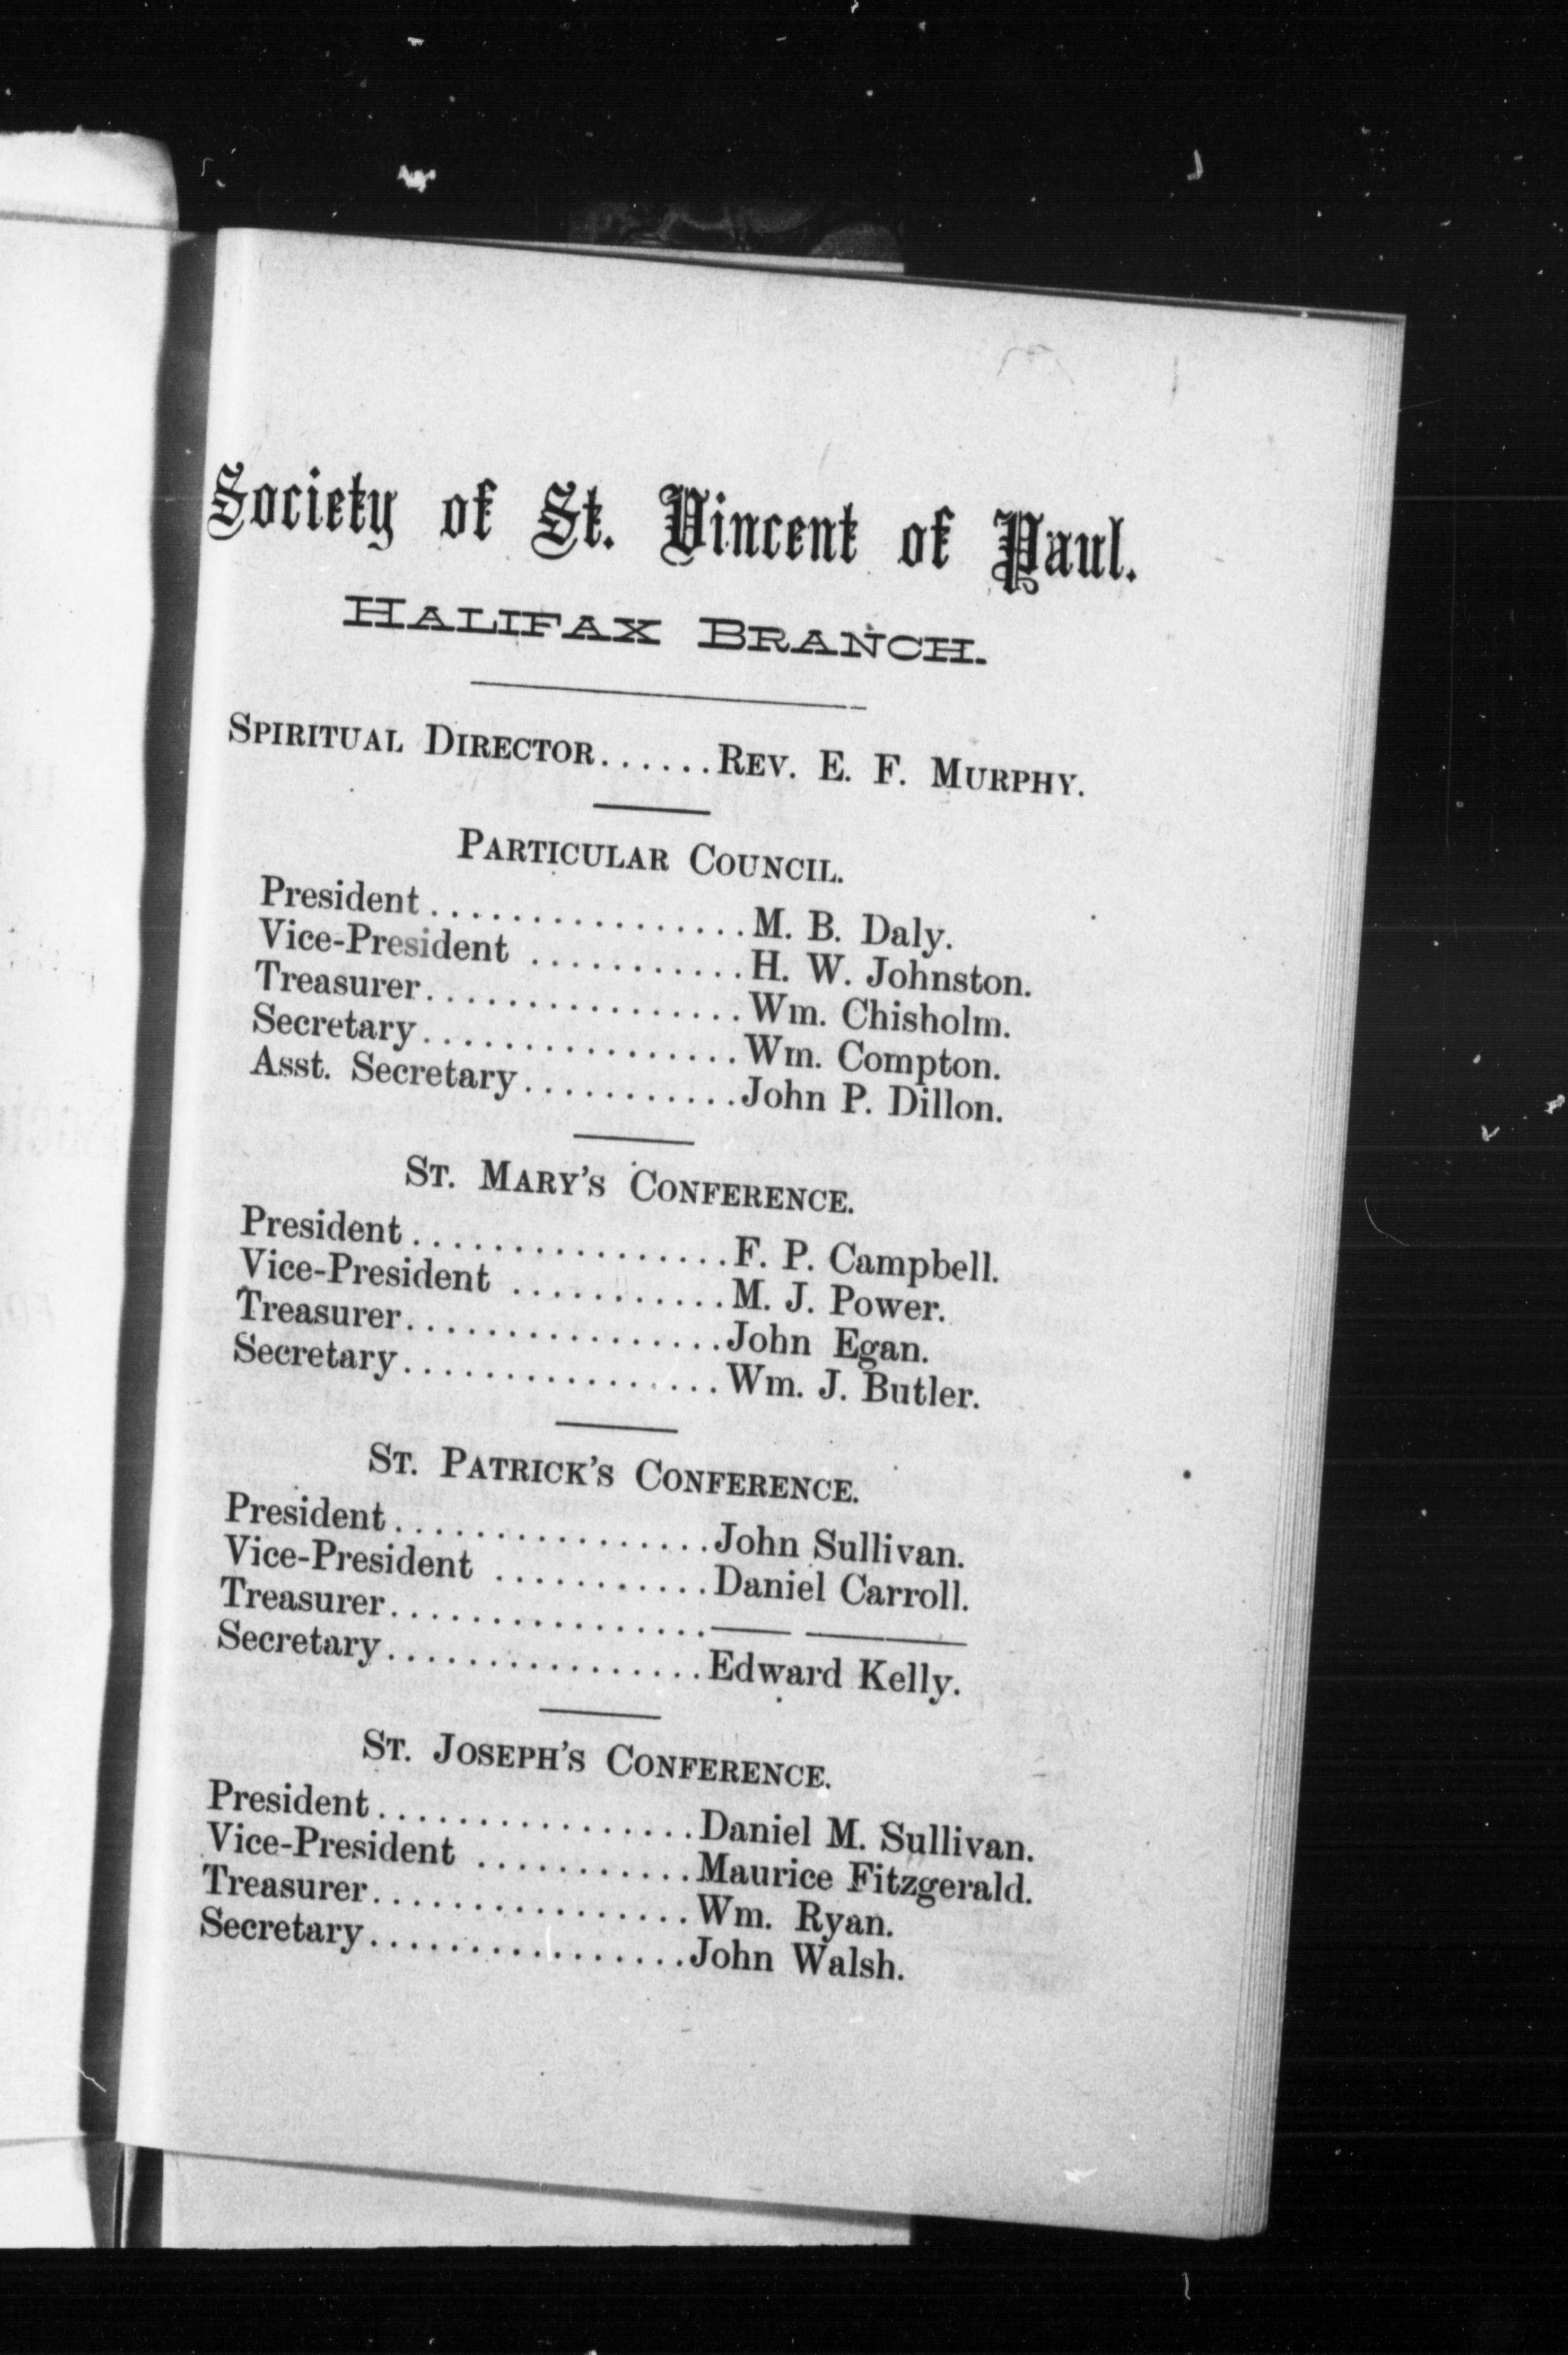 Society of St. Vincent of Paul.
HALIFAX BRANCH.
SPIRITUAL DIRECTOR......REV. E. F. MURPHY.
PARTICULAR COUNCIL.
President................M. B. Daly.
Vice-President ...........H. W. Johnston.
Treasurer................Wm. Chisholm.
Secretary................Wm. Compton.
Asst. Secretary...........John P. Dillon.
ST. MARY'S CONFERENCE.
President................F. P. Campbell.
Vice-President ...........M. J. Power.
Treasurer................John Egan.
Secretary................Wm. J. Butler.
ST. PATRICK'S CONFERENCE.
President................John Sullivan.
Vice-President ...........Daniel Carroll.
Treasurer................—— ————
Secretary................Edward Kelly.
ST. JOSEPH'S CONFERENCE.
President................Daniel M. Sullivan.
Vice-President ...........Maurice Fitzgerald.
Treasurer................Wm. Ryan.
Secretary................John Walsh.